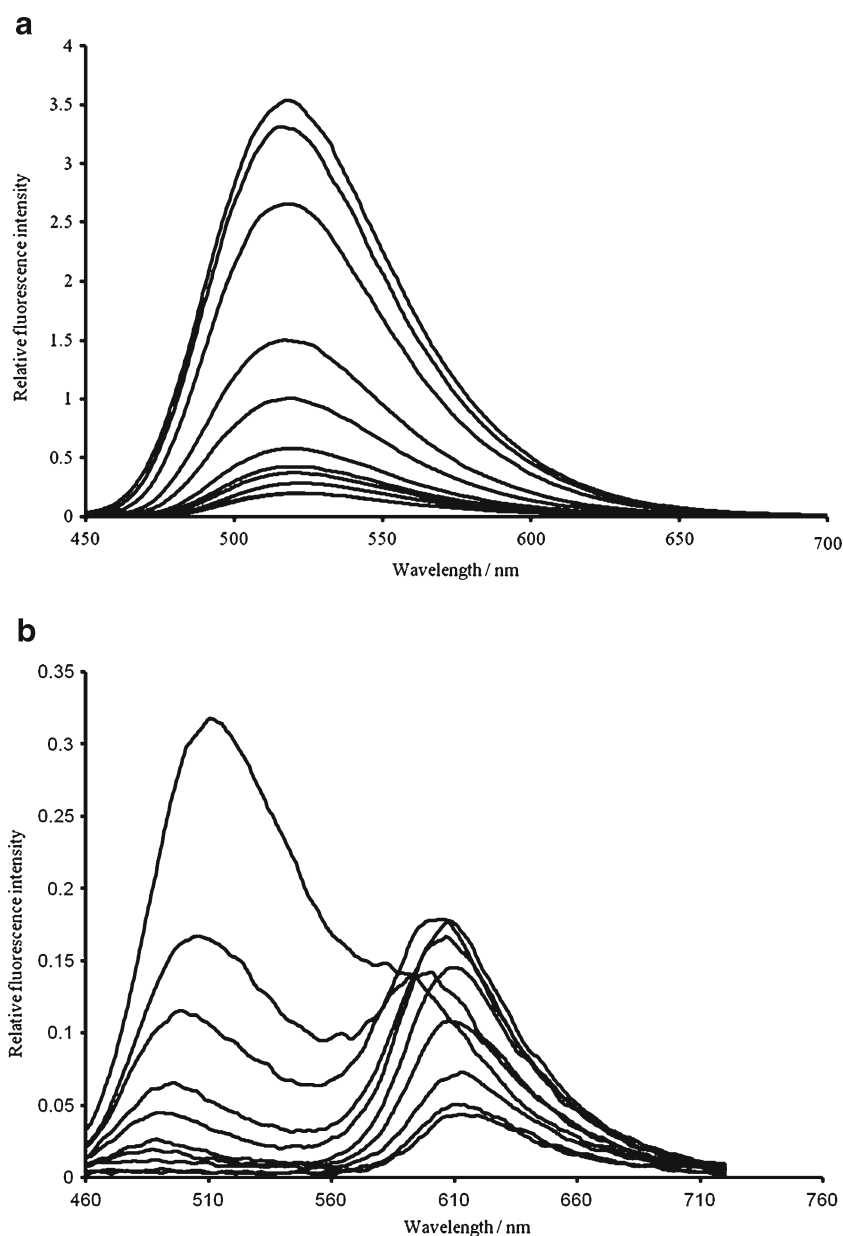 a
4
3.5
3
2.5
2
1.5
1
0.5
0
Relative fluorescence intensity
450 500 550 600 650 700
Wavelength / nm
b
0.35
0.3
0.25
0.2
0.15
0.1
0.05
0
Relative fluorescence intensity
460 510 560 610 660 710 760
Wavelength / nm